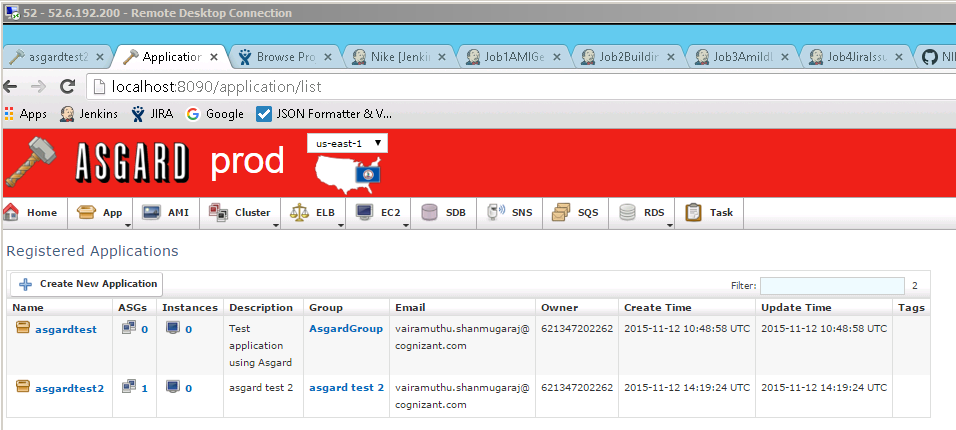 52 - 52.6.192.200 - Remote Desktop Connection
asgardtest2 Application Browse Pro Nike [Jenkin Job1AMIGe Job2Buildin Job3AmiIdl Job4JiraIssu NI
localhost:8090/application/list
Apps Jenkins JIRA Google JSON Formatter & V...
ASGARD prod us-east-1
Home App AMI Cluster ELB EC2 SDB SNS SQS RDS Task
Registered Applications
Create New Application Filter: 2
Name ASGs Instances Description Group Email Owner Create Time Update Time Tags
asgardtest 0 0 Test AsgardGroup vairamuthu.shanmugaraj@ 621347202262 2015-11-12 10:48:58 UTC 2015-11-12 10:48:58 UTC
application cognizant.com
using Asgard
asgardtest2 1 0 asgard test 2 asgard test 2 vairamuthu.shanmugaraj@ 621347202262 2015-11-12 14:19:24 UTC 2015-11-12 14:19:24 UTC
cognizant.com